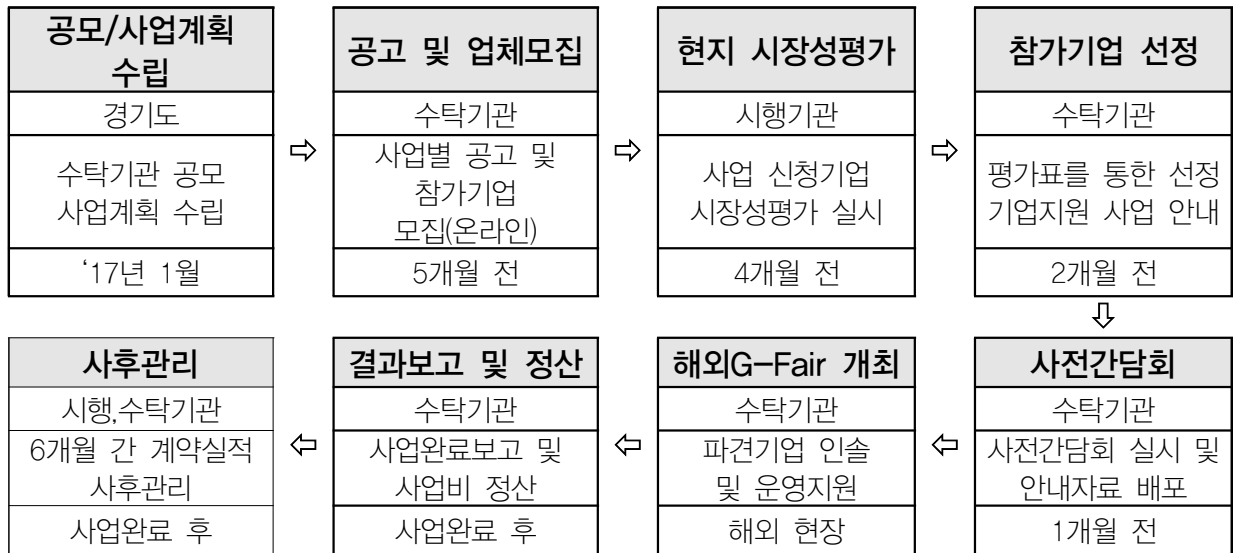 공모/사업계획
수립
경기도
수탁기관 공모
사업계획 수립
‘17년 1월
⇨
공고 및 업체모집
수탁기관
사업별 공고 및
참가기업
모집(온라인)
5개월 전
⇨
현지 시장성평가
시행기관
사업 신청기업
시장성평가 실시
4개월 전
⇨
참가기업 선정
수탁기관
평가표를 통한 선정
기업지원 사업 안내
2개월 전
⇩
사전간담회
수탁기관
사전간담회 실시 및
안내자료 배포
1개월 전
⇦
해외G-Fair 개최
수탁기관
파견기업 인솔
및 운영지원
해외 현장
⇦
결과보고 및 정산
수탁기관
사업완료보고 및
사업비 정산
사업완료 후
⇦
사후관리
시행,수탁기관
6개월 간 계약실적
사후관리
사업완료 후